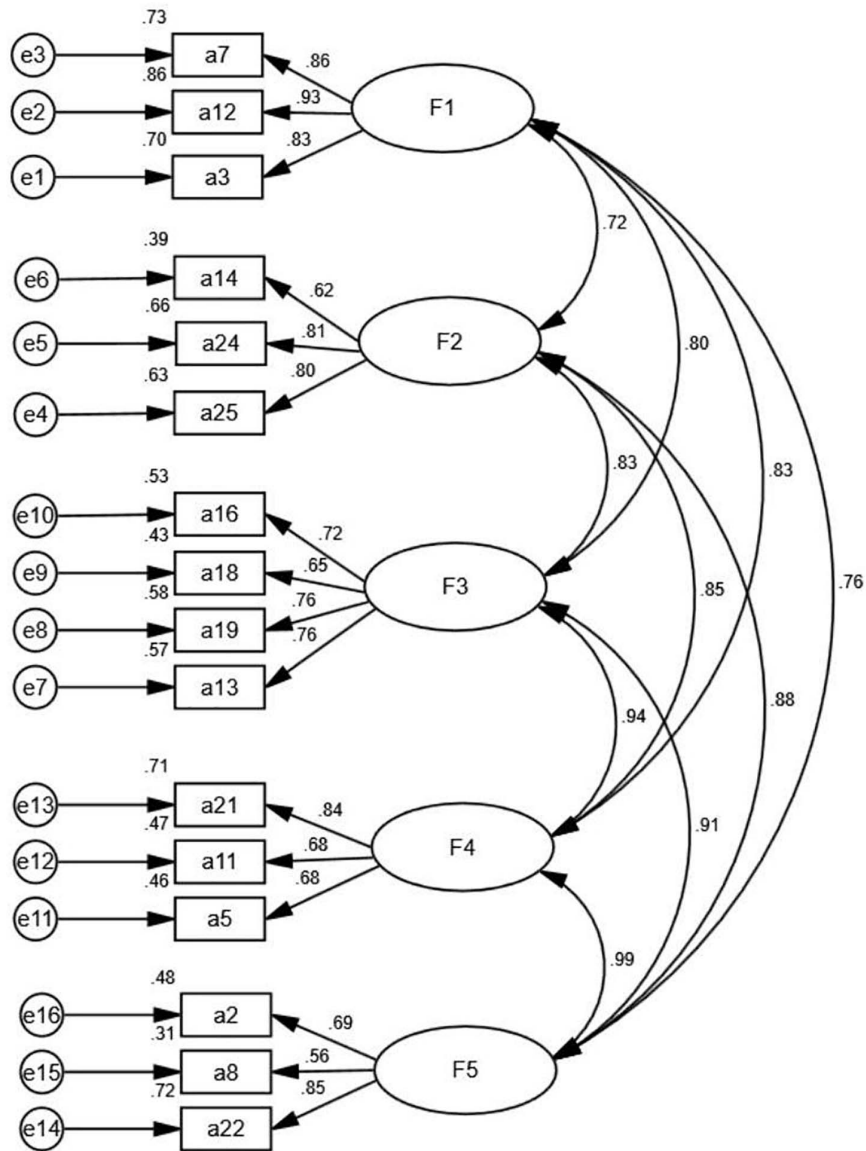 .73
e3 a7 .86
.86
e2 a12 .93 F1
.70
e1 a3 .83
.72
.39
e6 a14 .62
.66
e5 a24 .81 F2 .80
.63
e4 a25 .80
.83 .83
.53
e10 a16 .72
.43
e9 a18 .65 F3 .85 .76
.58
e8 a19 .76
.57
e7 a13 .76
.88
.94
.71
e13 a21 .84 .91
.47
e12 a11 .68 F4
.46
e11 a5 .68
.99
.48
e16 a2 .69
.31
e15 a8 .56 F5
.72
e14 a22 .85